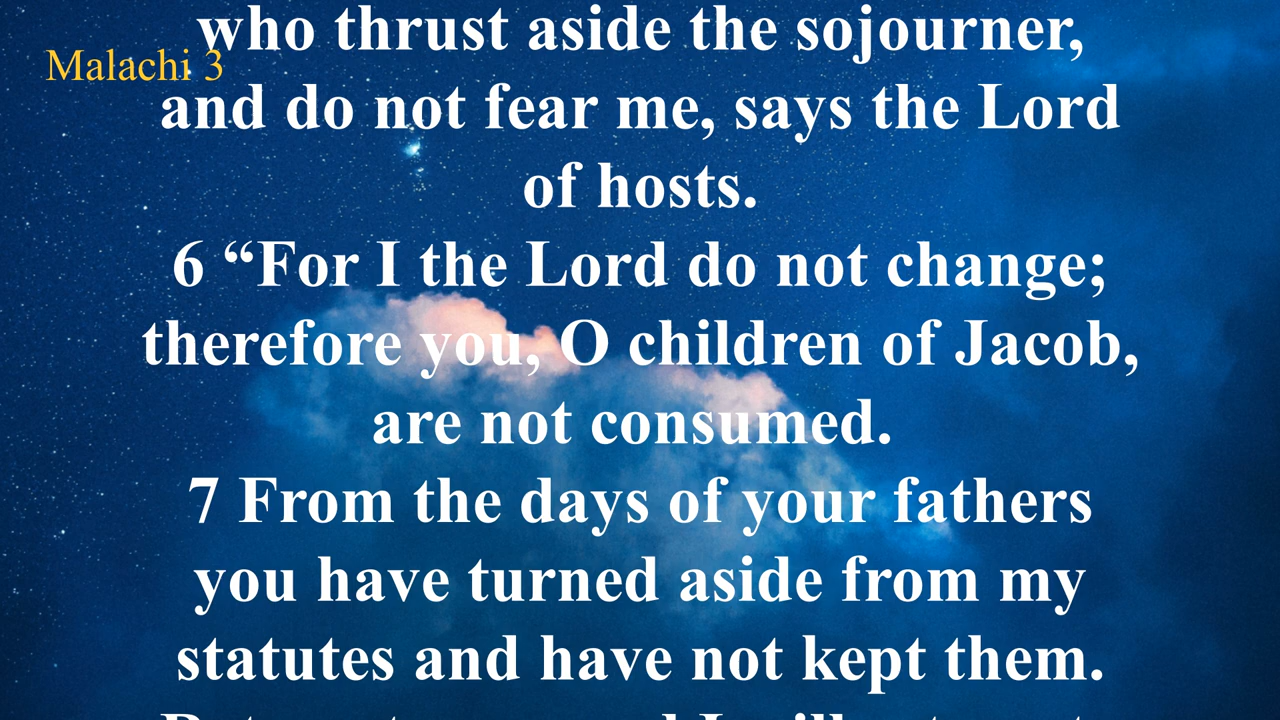 who thrust aside the sojourner,
Malachi 3
and do not fear me, says the Lord
of hosts.
6 “For I the Lord do not change;
therefore you, O children of Jacob,
are not consumed.
7 From the days of your fathers
you have turned aside from my
statutes and have not kept them.